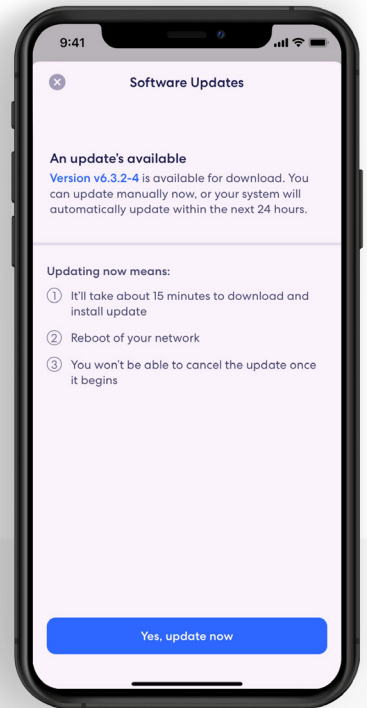 9:41
Software Updates
An update's available
Version v6.3.2-4 is available for download. You
can update manually now, or your system will
automatically update within the next 24 hours.
Updating now means:
1 It'll take about 15 minutes to download and
install update
2 Reboot of your network
3 You won't be able to cancel the update once
it begins
Yes, update now